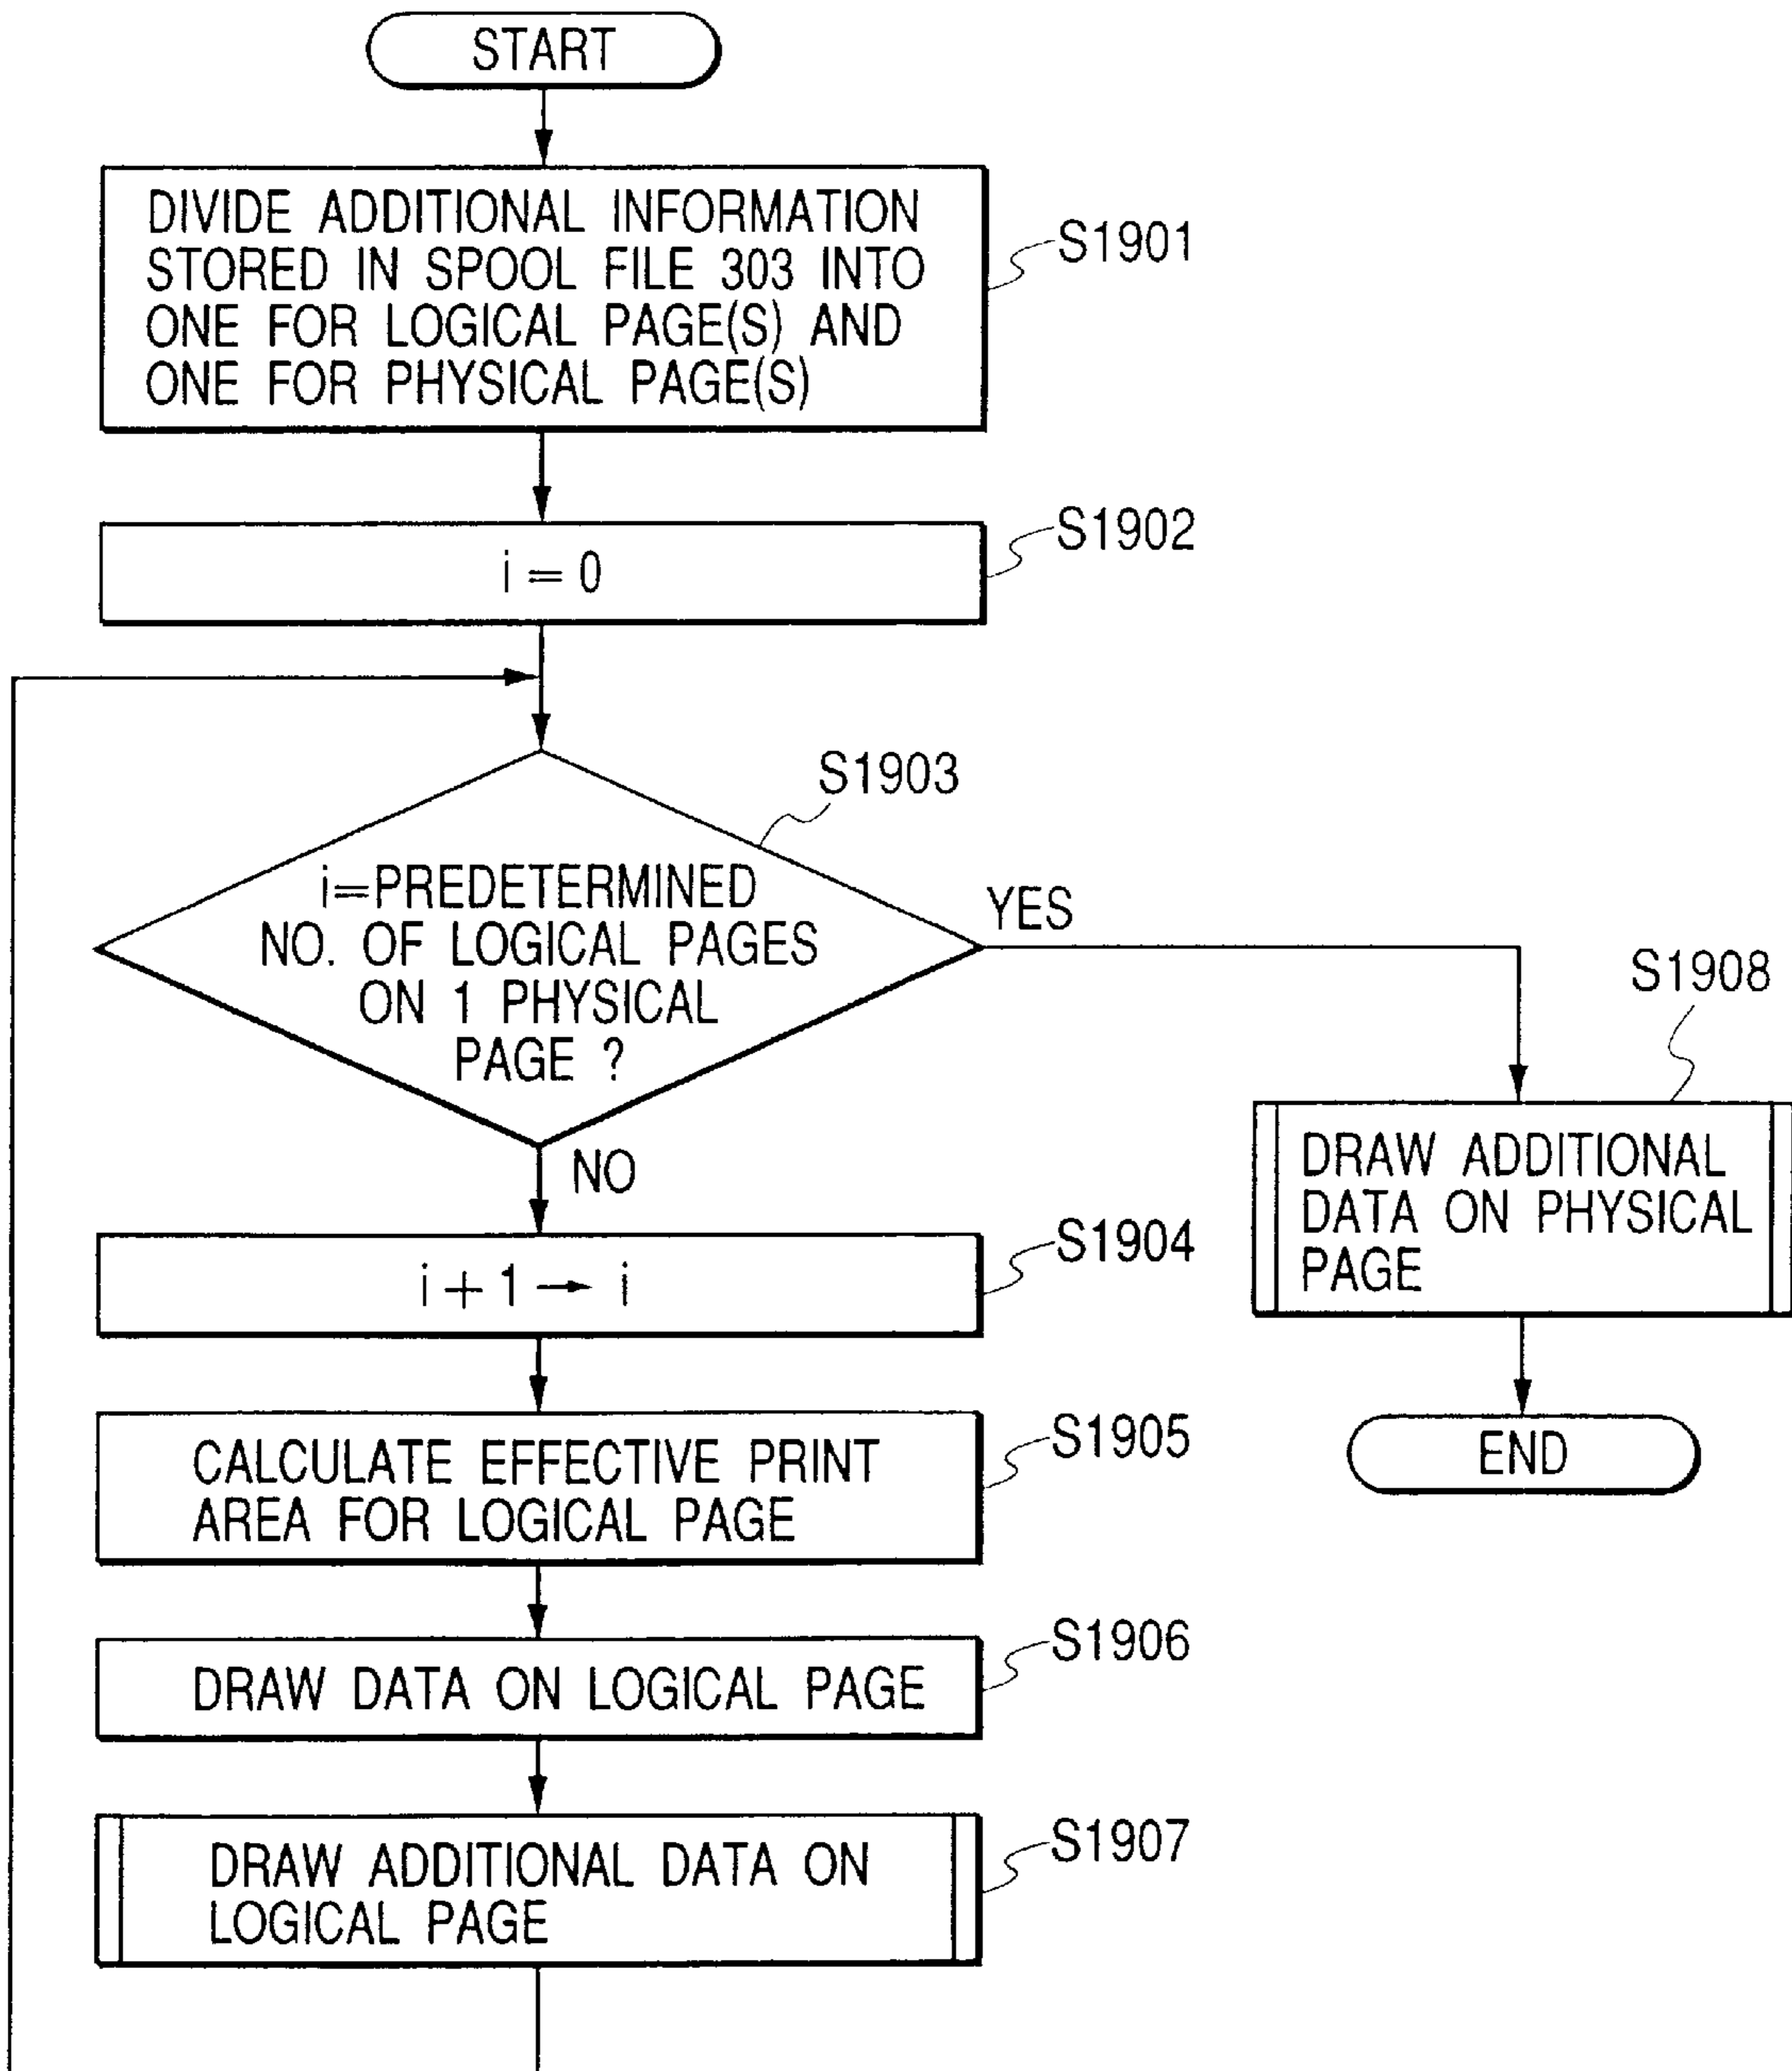 START
DIVIDE ADDITIONAL INFORMATION
STORED IN SPOOL FILE 303 INTO
ONE FOR LOGICAL PAGE(S) AND
ONE FOR PHYSICAL PAGE(S)
S1901
i = 0
S1902
S1903
i=PREDETERMINED
NO. OF LOGICAL PAGES
ON 1 PHYSICAL
PAGE ?
YES
NO
S1908
DRAW ADDITIONAL
DATA ON PHYSICAL
PAGE
END
i + 1 → i
S1904
CALCULATE EFFECTIVE PRINT
AREA FOR LOGICAL PAGE
S1905
DRAW DATA ON LOGICAL PAGE
S1906
DRAW ADDITIONAL DATA ON
LOGICAL PAGE
S1907